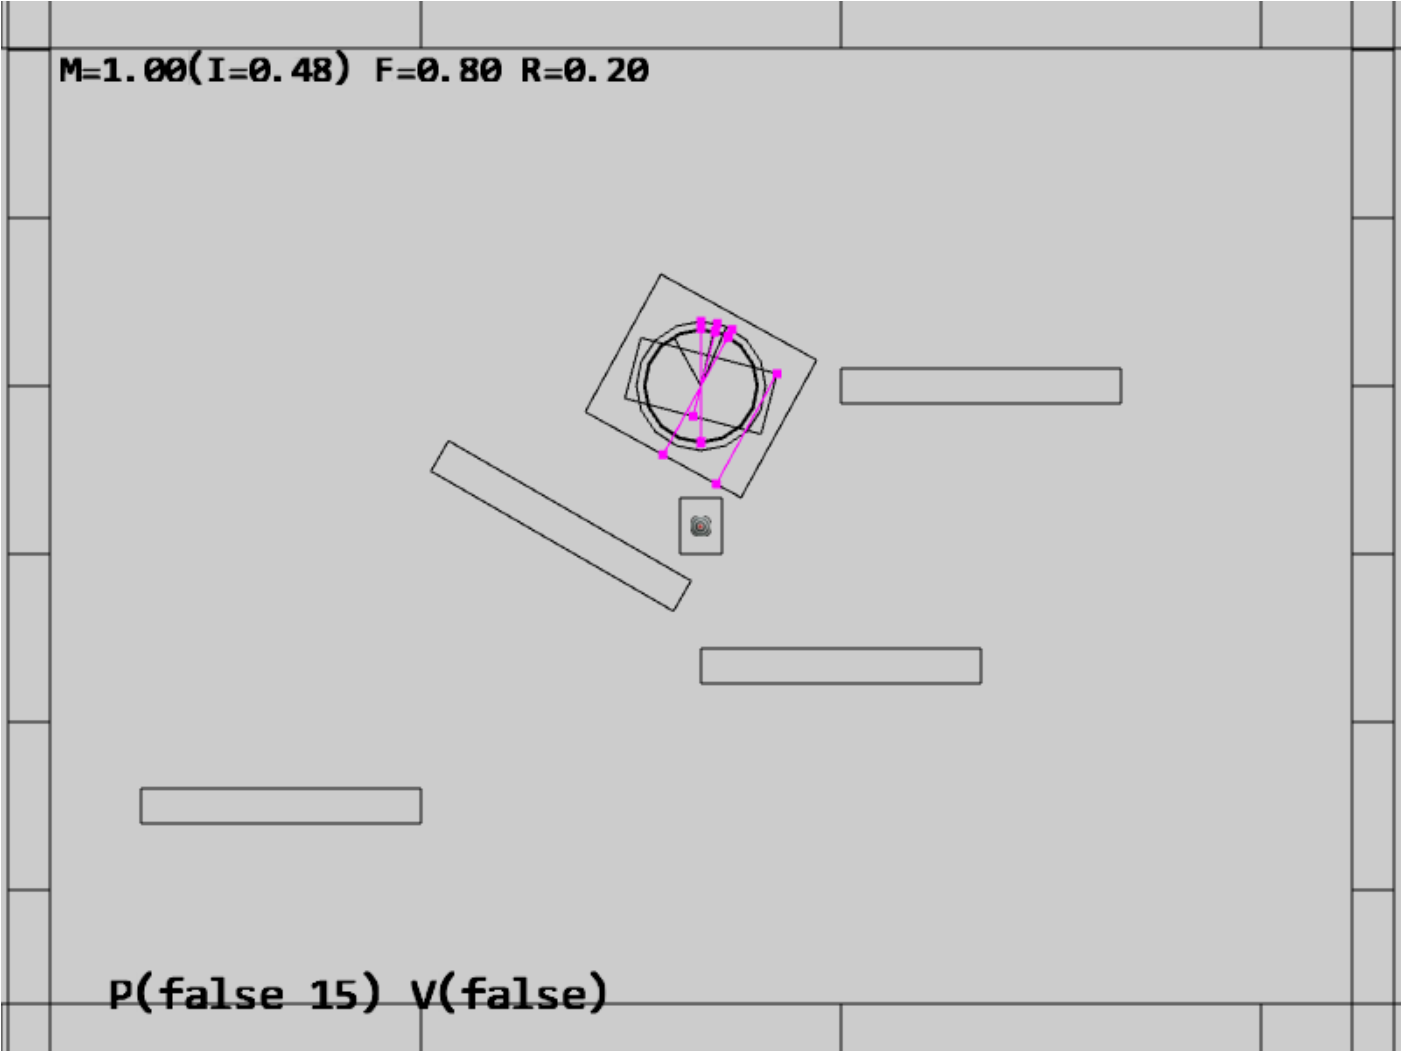 M=1.00(I=0.48) F=0.80 R=0.20
P(false 15) V(false)